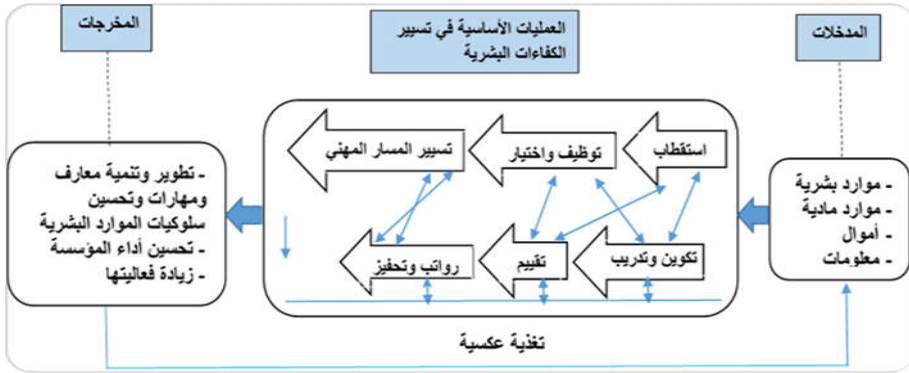 المدخلات
العمليات الأساسية في تسيير
الكفاءات البشرية
المخرجات
- موارد بشرية
- موارد مادية
- أموال
- معلومات
استقطاب
توظيف واختيار
تسيير المسار المهني
تكوين وتدريب
تقييم
رواتب وتحفيز
- تطوير وتنمية معارف
ومهارات وتحسين
سلوكيات الموارد البشرية
- تحسين أداء المؤسسة
- زيادة فعاليتها
تغذية عكسية